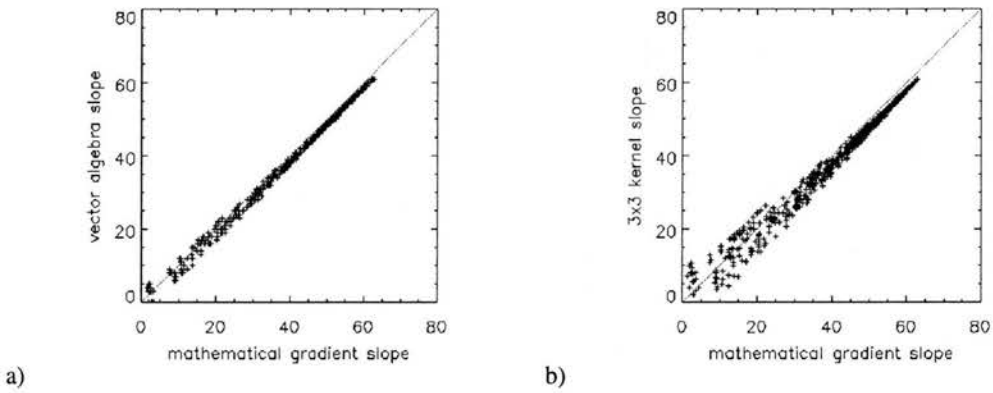 80
60
40
20
0
vector algebra slope
0 20 40 60 80
mathematical gradient slope
a)
80
60
40
20
0
3x3 kernel slope
0 20 40 60 80
mathematical gradient slope
b)